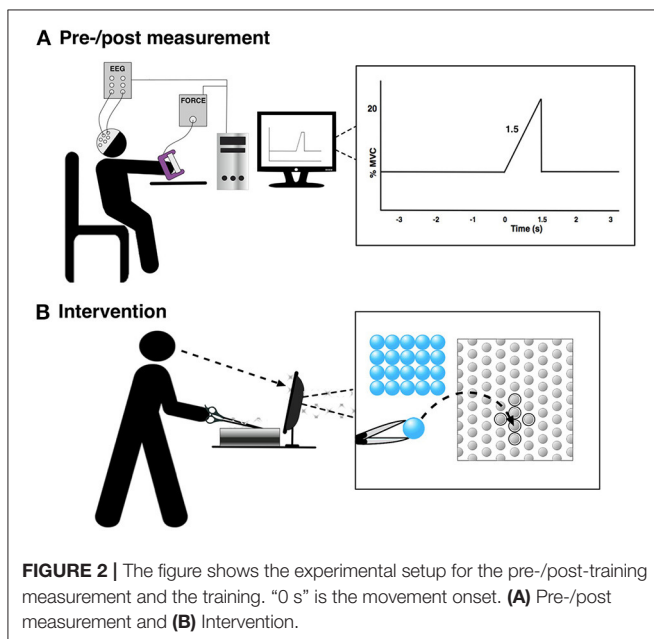 A Pre-/post measurement
EEG
FORCE
20
1.5
% MVC
-3 -2 -1 0 1.5 2 3
Time (s)
B Intervention
FIGURE 2 | The figure shows the experimental setup for the pre-/post-training
measurement and the training. “0 s” is the movement onset. (A) Pre-/post
measurement and (B) Intervention.